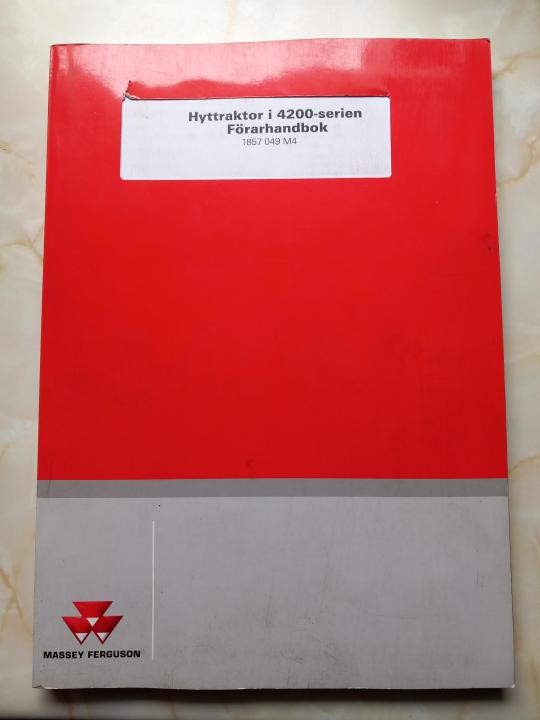 Hyttraktor i 4200-serien
Förarhandbok
1857 049 M4
MASSEY FERGUSON